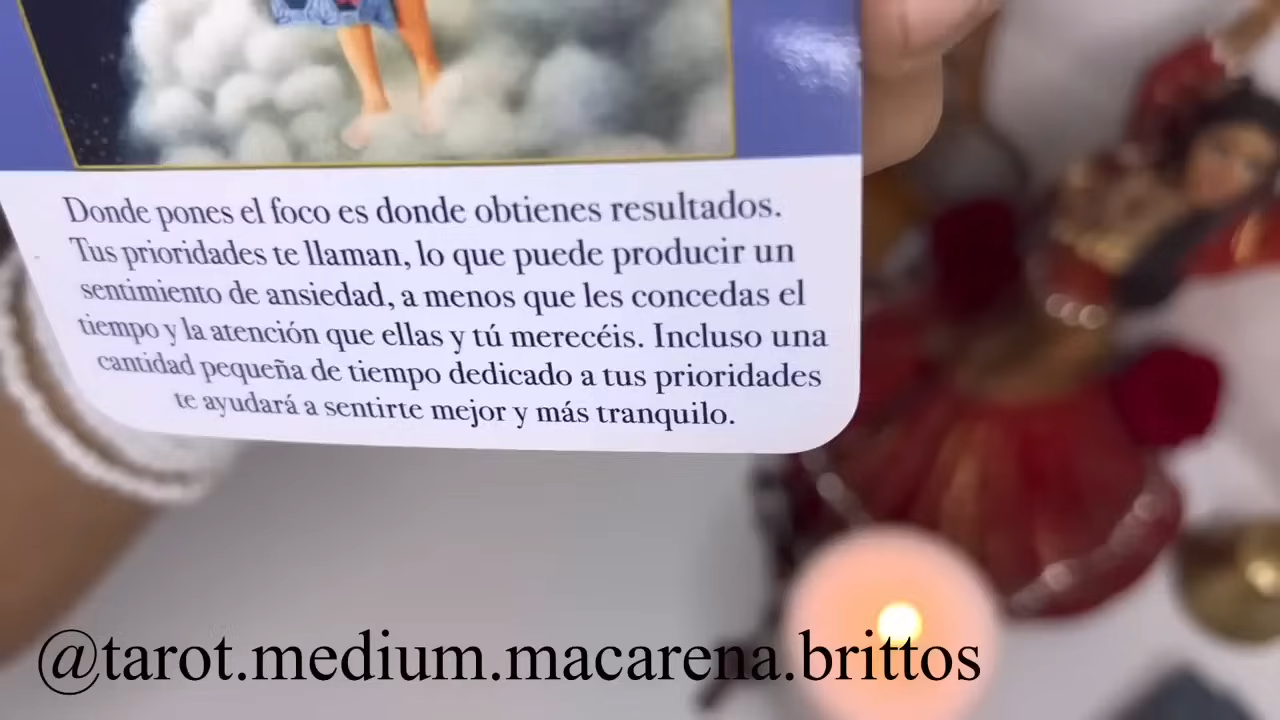 Donde pones el foco es donde obtienes resultados.
Tus prioridades te llaman, lo que puede producir un
sentimiento de ansiedad, a menos que les concedas el
tiempo y la atención que ellas y tú merecéis. Incluso una
cantidad pequeña de tiempo dedicado a tus prioridades
te ayudará a sentirte mejor y más tranquilo.
@tarot.medium.macarena.brittos